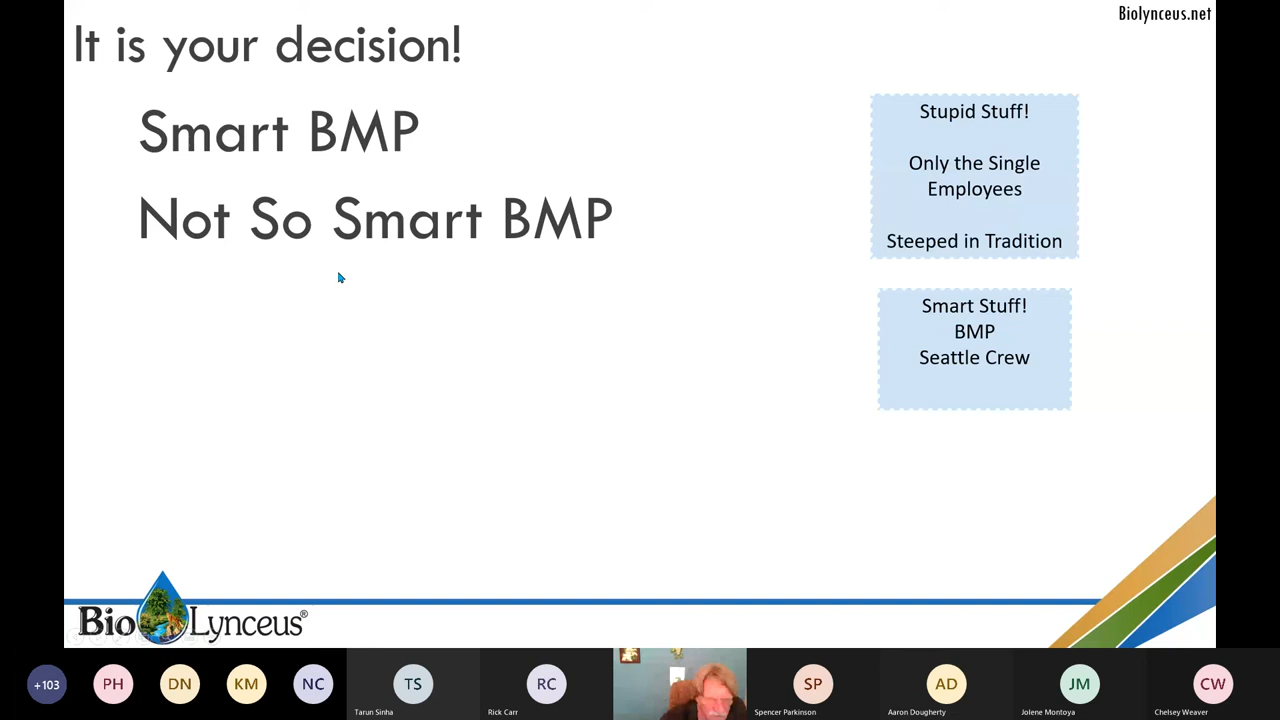 Biolynceus.net
It is your decision!
Smart BMP
Not So Smart BMP
Stupid Stuff!
Only the Single
Employees
Steeped in Tradition
Smart Stuff!
BMP
Seattle Crew
Bio Lynceus®
+103
PH
DN
KM
NC
TS
Tarun Sinha
RC
Rick Carr
SP
Spencer Parkinson
AD
Aaron Dougherty
JM
Jolene Montoya
CW
Chelsey Weaver